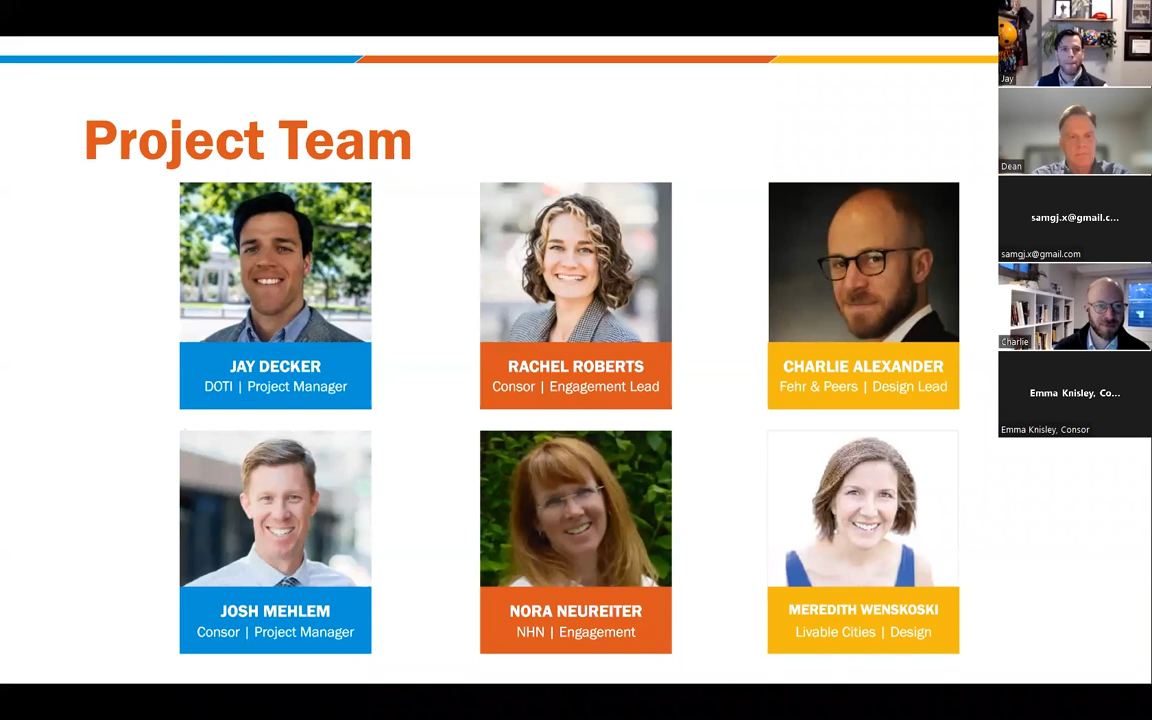 Project Team
JAY DECKER
DOTI | Project Manager
RACHEL ROBERTS
Consor | Engagement Lead
CHARLIE ALEXANDER
Fehr & Peers | Design Lead
JOSH MEHLEM
Consor | Project Manager
NORA NEUREITER
NHN | Engagement
MEREDITH WENSKOSKI
Livable Cities | Design
Jay
Dean
samgj.x@gmail.c...
samgj.x@gmail.com
Charlie
Emma Knisley, Co...
Emma Knisley, Consor